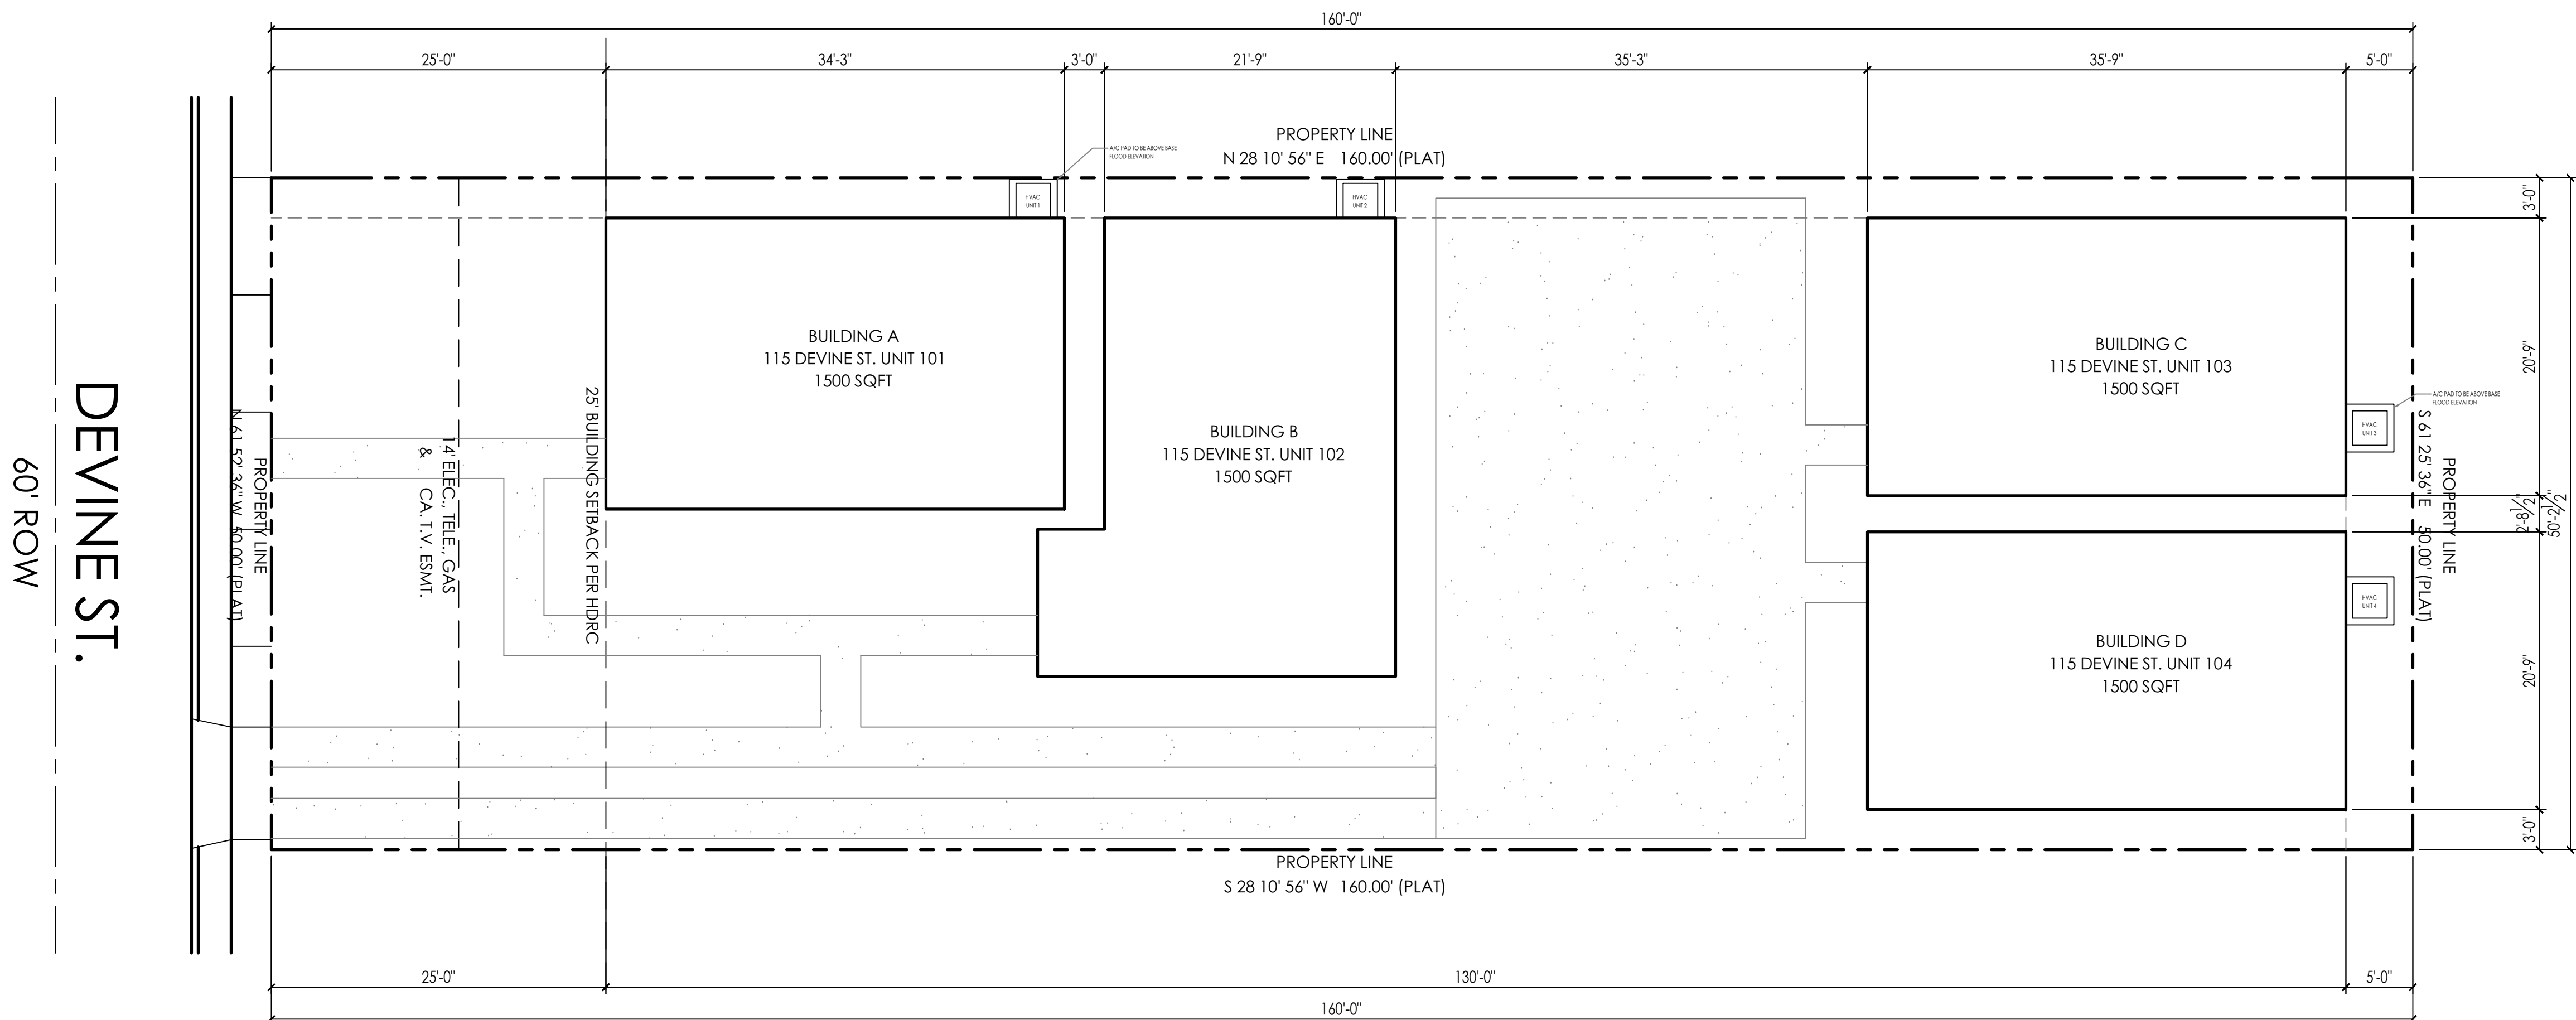 160'-0"
25'-0"
34'-3"
3'-0"
21'-9"
35'-3"
35'-9"
5'-0"
PROPERTY LINE
N 28 10' 56" E 160.00' (PLAT)
A/C PAD TO BE ABOVE BASE
FLOOD ELEVATION
HVAC
UNIT 1
HVAC
UNIT 2
BUILDING A
115 DEVINE ST. UNIT 101
1500 SQFT
BUILDING B
115 DEVINE ST. UNIT 102
1500 SQFT
BUILDING C
115 DEVINE ST. UNIT 103
1500 SQFT
BUILDING D
115 DEVINE ST. UNIT 104
1500 SQFT
A/C PAD TO BE ABOVE BASE
FLOOD ELEVATION
HVAC
UNIT 3
HVAC
UNIT 4
DEVINE ST.
60' ROW
PROPERTY LINE
N 61 52' 36" W 50.00' (PLAT)
14' ELEC., TELE., GAS
& CA. T.V. ESMT.
25' BUILDING SETBACK PER HDRC
PROPERTY LINE
S 61 25' 36" E 50.00' (PLAT)
3'-0"
20'-9"
2'-8 1/2"
50'-2 1/2"
20'-9"
3'-0"
PROPERTY LINE
S 28 10' 56" W 160.00' (PLAT)
25'-0"
130'-0"
5'-0"
160'-0"